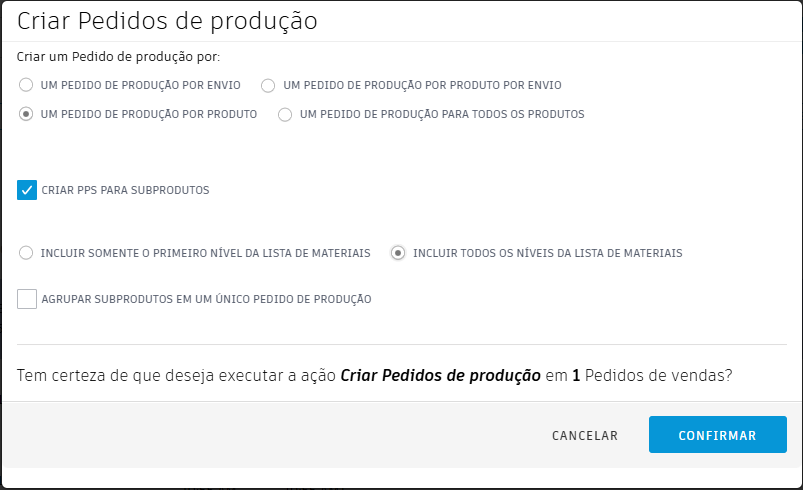 Criar Pedidos de produção
Criar um Pedido de produção por:
UM PEDIDO DE PRODUÇÃO POR ENVIO UM PEDIDO DE PRODUÇÃO POR PRODUTO POR ENVIO
UM PEDIDO DE PRODUÇÃO POR PRODUTO UM PEDIDO DE PRODUÇÃO PARA TODOS OS PRODUTOS
CRIAR PPS PARA SUBPRODUTOS
INCLUIR SOMENTE O PRIMEIRO NÍVEL DA LISTA DE MATERIAIS INCLUIR TODOS OS NÍVEIS DA LISTA DE MATERIAIS
AGRUPAR SUBPRODUTOS EM UM ÚNICO PEDIDO DE PRODUÇÃO
Tem certeza de que deseja executar a ação Criar Pedidos de produção em 1 Pedidos de vendas?
CANCELAR CONFIRMAR